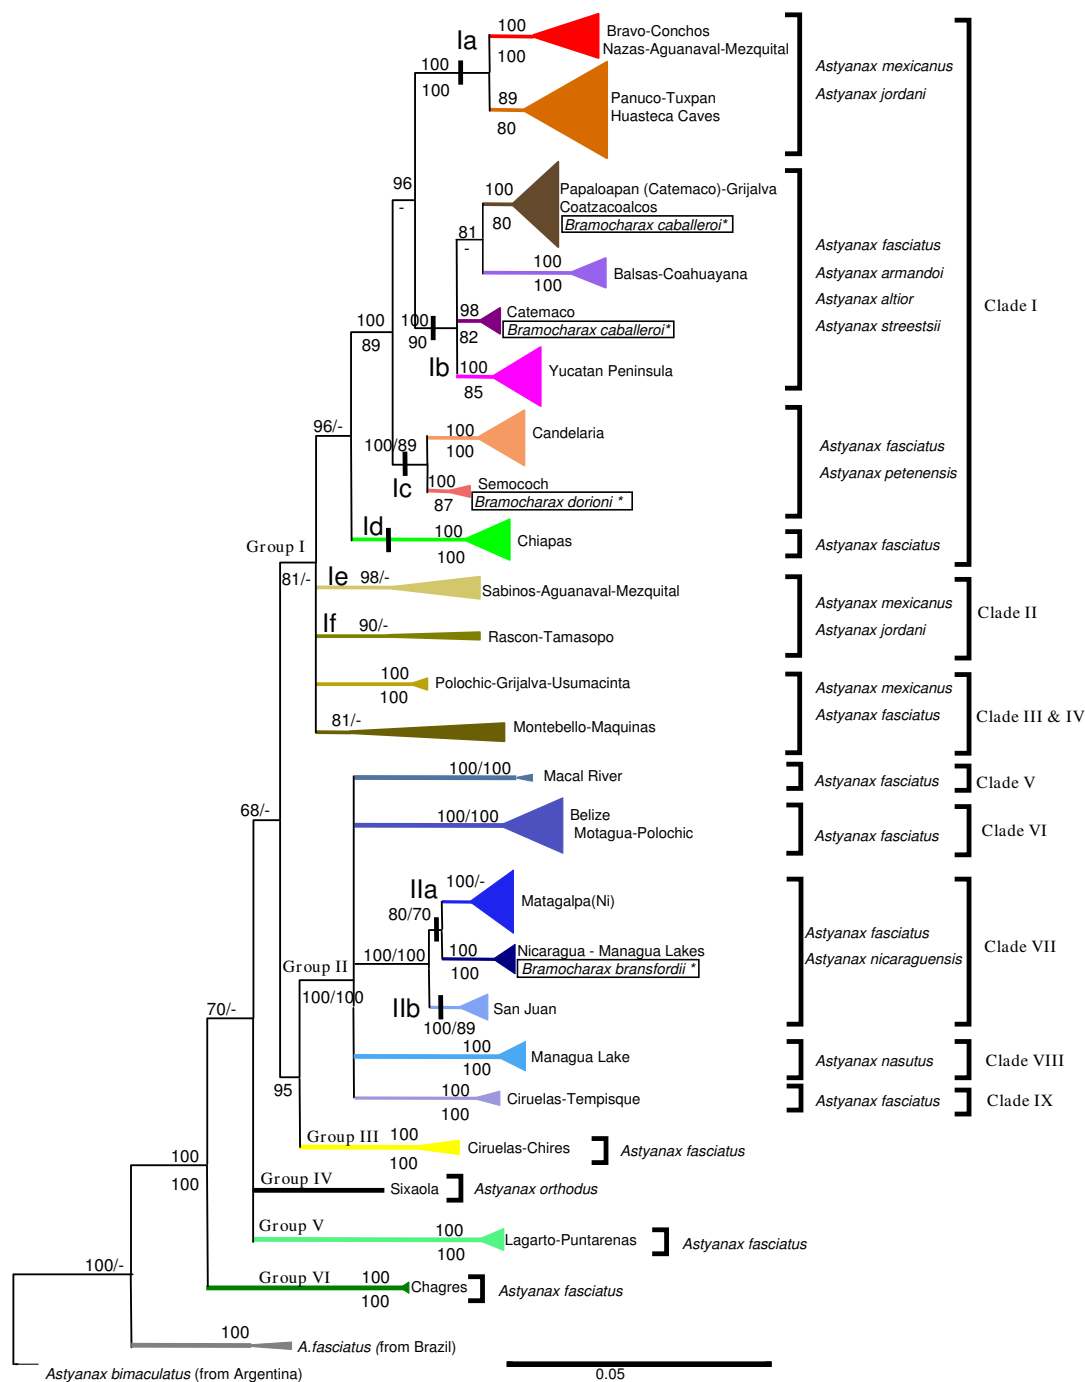 100
Ia
Bravo-Conchos
100
Nazas-Aguanaval-Mezquital
100
100
Astyanax mexicanus
Astyanax jordani
89
Panuco-Tuxpan
80
Huasteca Caves
96
-
100
Papaloapan (Catemaco)-Grijalva
80
Coatzacoalcos
Bramocharax caballeroi*
81
-
100
100
Balsas-Coahuayana
Astyanax fasciatus
Astyanax armandoi
Astyanax altior
Astyanax streestsii
Clade I
98
Catemaco
82
Bramocharax caballeroi*
100
90
100
89
Ib
100
85
Yucatan Peninsula
100
100
Candelaria
96/-
100/89
Ic
100
87
Semococh
Bramocharax dorioni *
Astyanax fasciatus
Astyanax petenensis
Id
100
100
Chiapas
Astyanax fasciatus
Group I
81/-
Ie
98/-
Sabinos-Aguanaval-Mezquital
Astyanax mexicanus
Astyanax jordani
Clade II
If
90/-
Rascon-Tamasopo
100
100
Polochic-Grijalva-Usumacinta
Astyanax mexicanus
Astyanax fasciatus
Clade III & IV
81/-
Montebello-Maquinas
100/100
Macal River
Astyanax fasciatus
Clade V
68/-
100/100
Belize
Motagua-Polochic
Astyanax fasciatus
Clade VI
IIa
100/-
Matagalpa(Ni)
80/70
100
100
Nicaragua - Managua Lakes
Bramocharax bransfordii *
Astyanax fasciatus
Astyanax nicaraguensis
Clade VII
Group II
100/100
100/100
IIb
100/89
San Juan
70/-
100
100
Managua Lake
Astyanax nasutus
Clade VIII
95
100
100
Ciruelas-Tempisque
Astyanax fasciatus
Clade IX
Group III
100
100
Ciruelas-Chires
Astyanax fasciatus
100
100
Group IV
Sixaola
Astyanax orthodus
Group V
100
100
Lagarto-Puntarenas
Astyanax fasciatus
100/-
Group VI
100
100
Chagres
Astyanax fasciatus
100
A.fasciatus (from Brazil)
Astyanax bimaculatus (from Argentina)
0.05